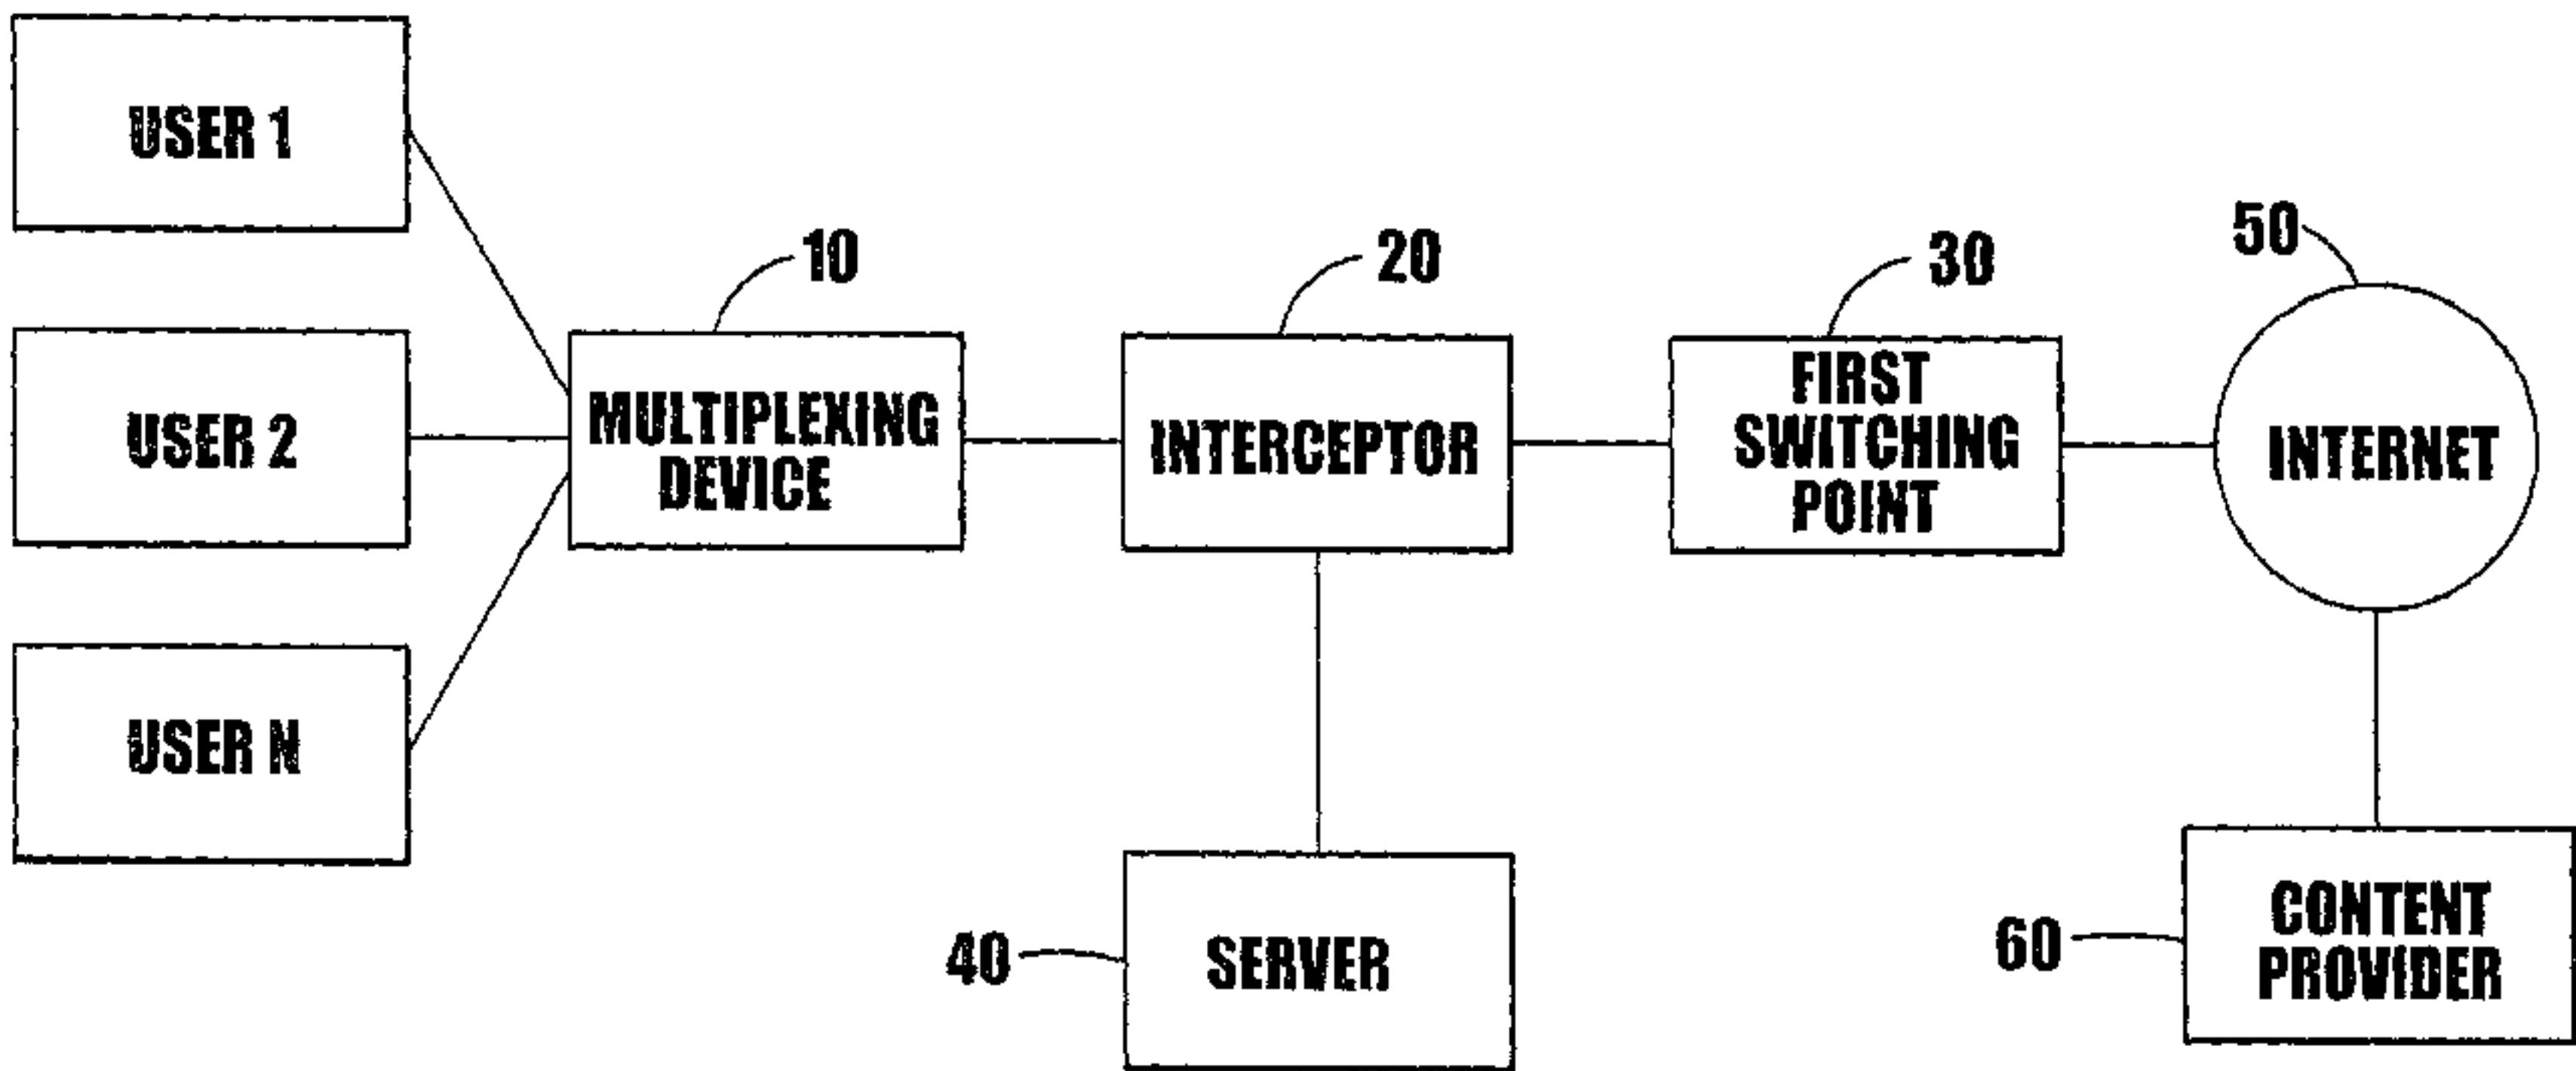 USER 1
10
20
30
50
USER 2
MULTIPLEXING
DEVICE
INTERCEPTOR
FIRST
SWITCHING
POINT
INTERNET
USER N
40
SERVER
60
CONTENT
PROVIDER